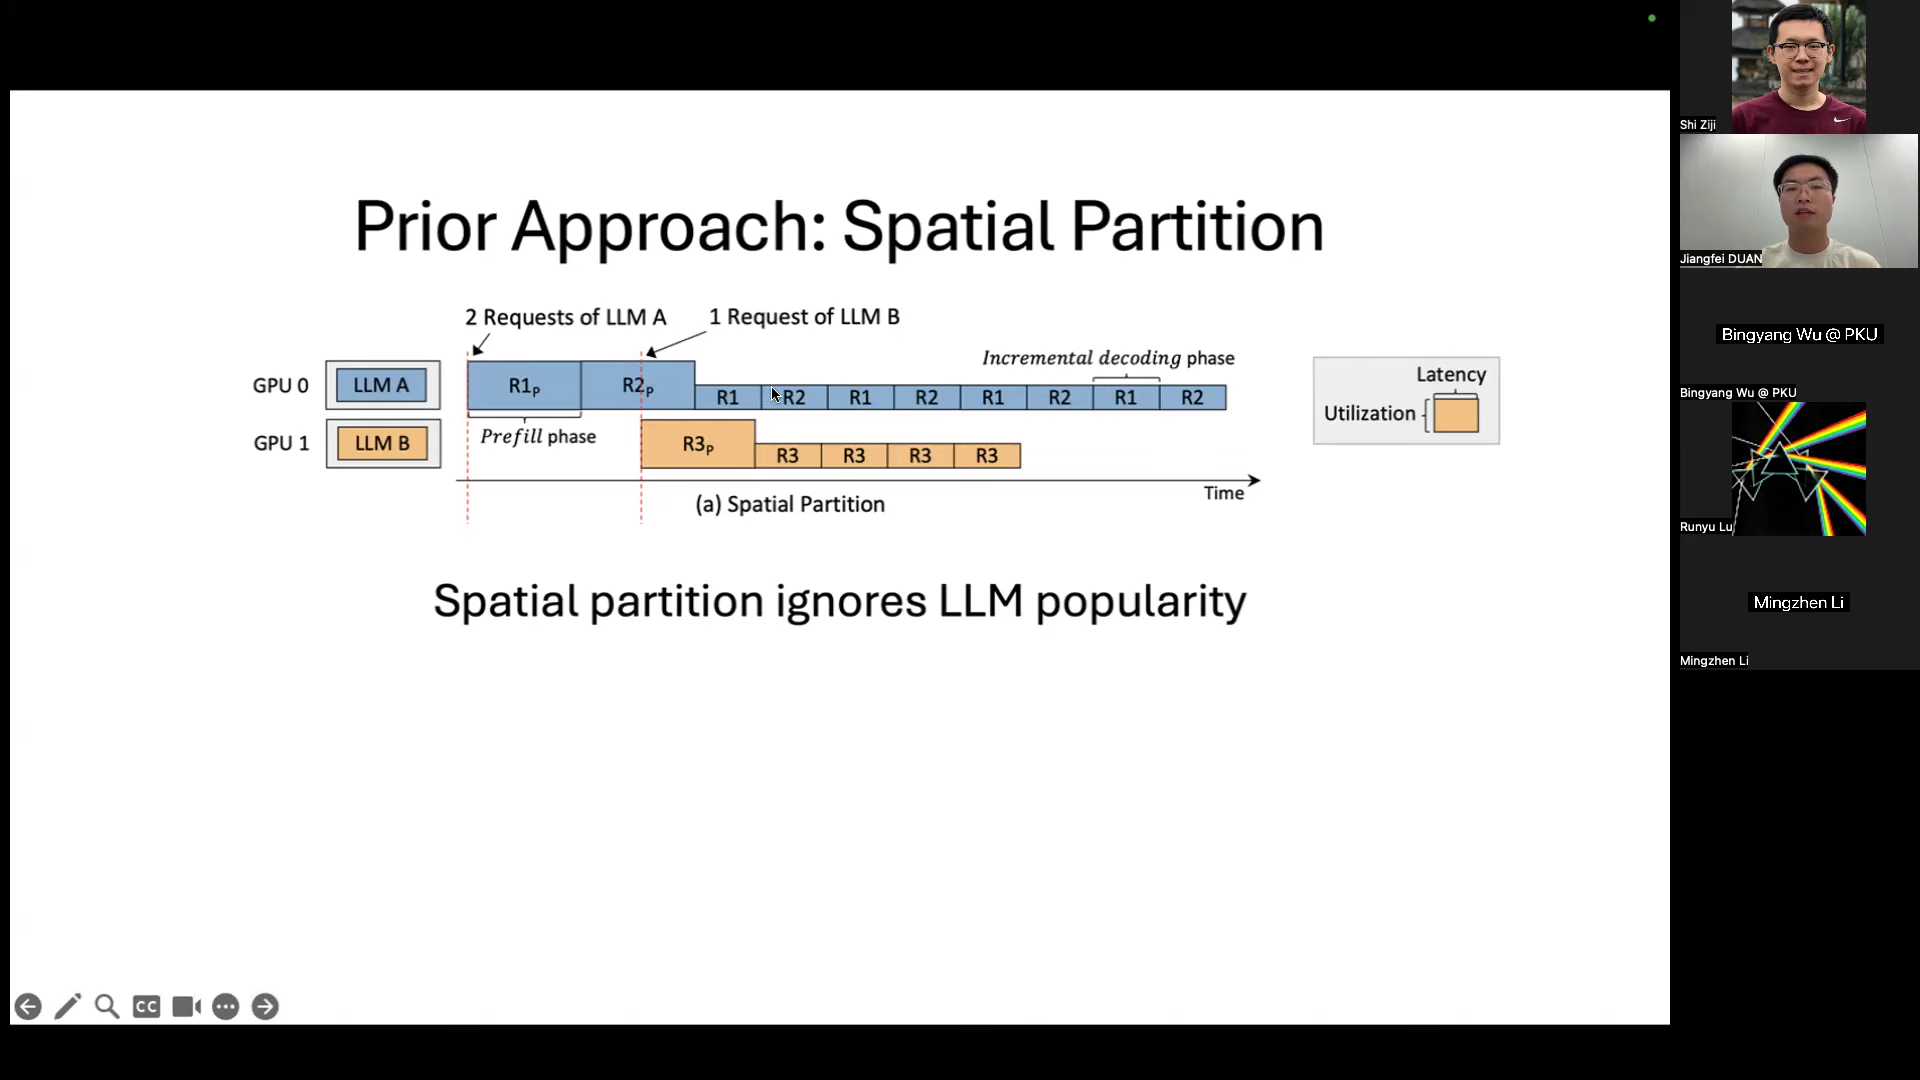 Prior Approach: Spatial Partition
2 Requests of LLM A
1 Request of LLM B
Incremental decoding phase
GPU 0
LLM A
R1P
R2P
R1
R2
R1
R2
R1
R2
R1
R2
Prefill phase
GPU 1
LLM B
R3P
R3
R3
R3
R3
Time
(a) Spatial Partition
Latency
Utilization
Spatial partition ignores LLM popularity
CC
Shi Ziji
Jiangfei DUAN
Bingyang Wu @ PKU
Bingyang Wu @ PKU
Runyu Lu
Mingzhen Li
Mingzhen Li